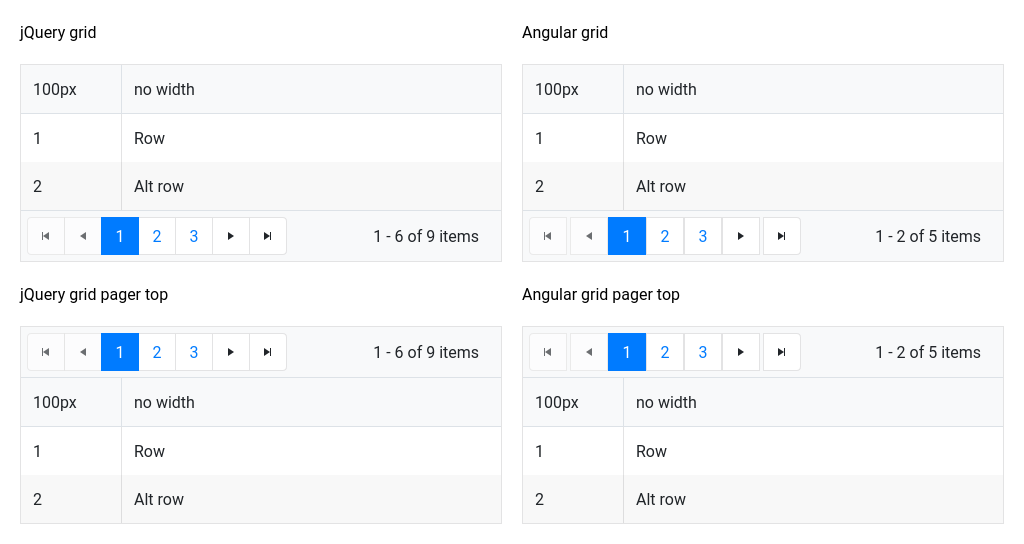 jQuery grid
100px no width
1 Row
2 Alt row
1 2 3 1 - 6 of 9 items
Angular grid
100px no width
1 Row
2 Alt row
1 2 3 1 - 2 of 5 items
jQuery grid pager top
1 2 3 1 - 6 of 9 items
100px no width
1 Row
2 Alt row
Angular grid pager top
1 2 3 1 - 2 of 5 items
100px no width
1 Row
2 Alt row